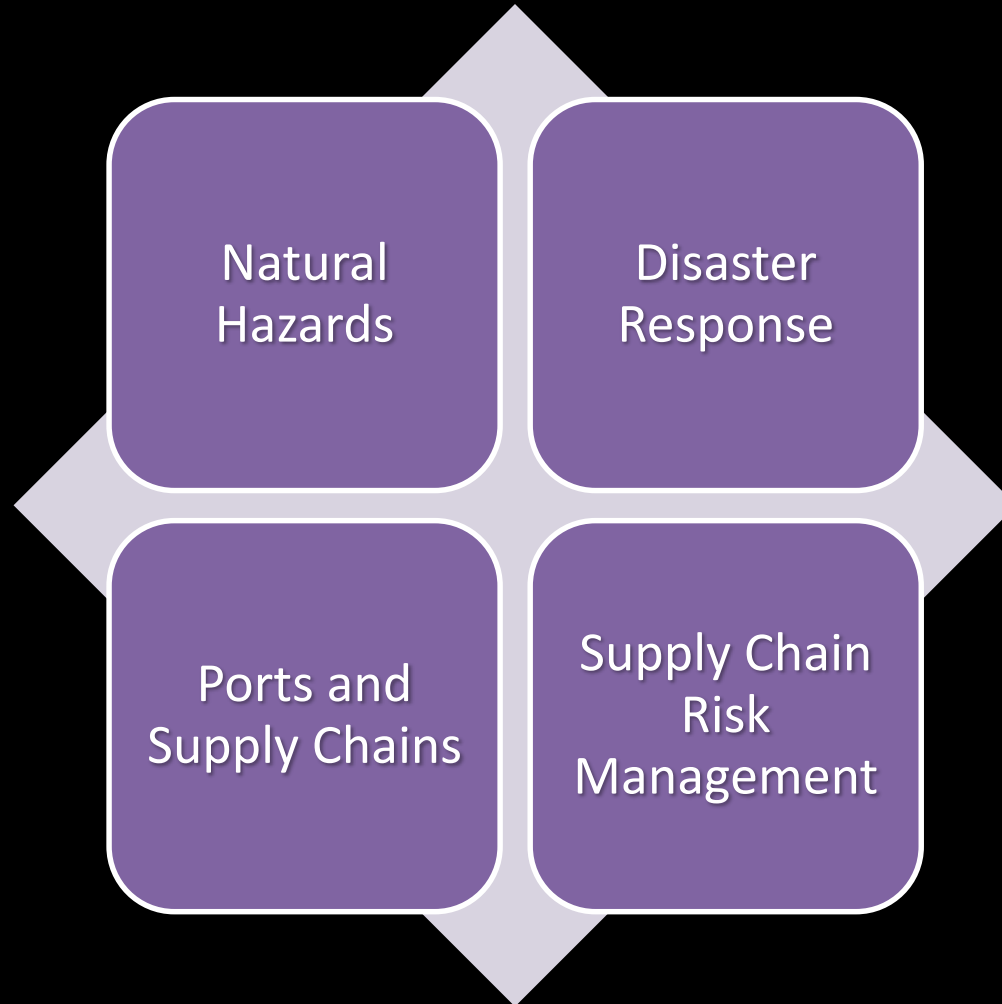 Natural
Hazards
Disaster
Response
Ports and
Supply Chains
Supply Chain
Risk
Management